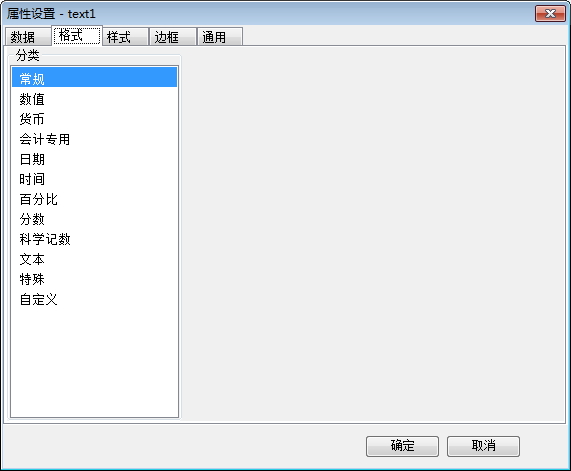 属性设置 - text1
数据 格式 样式 边框 通用
分类
常规
数值
货币
会计专用
日期
时间
百分比
分数
科学记数
文本
特殊
自定义
确定 取消